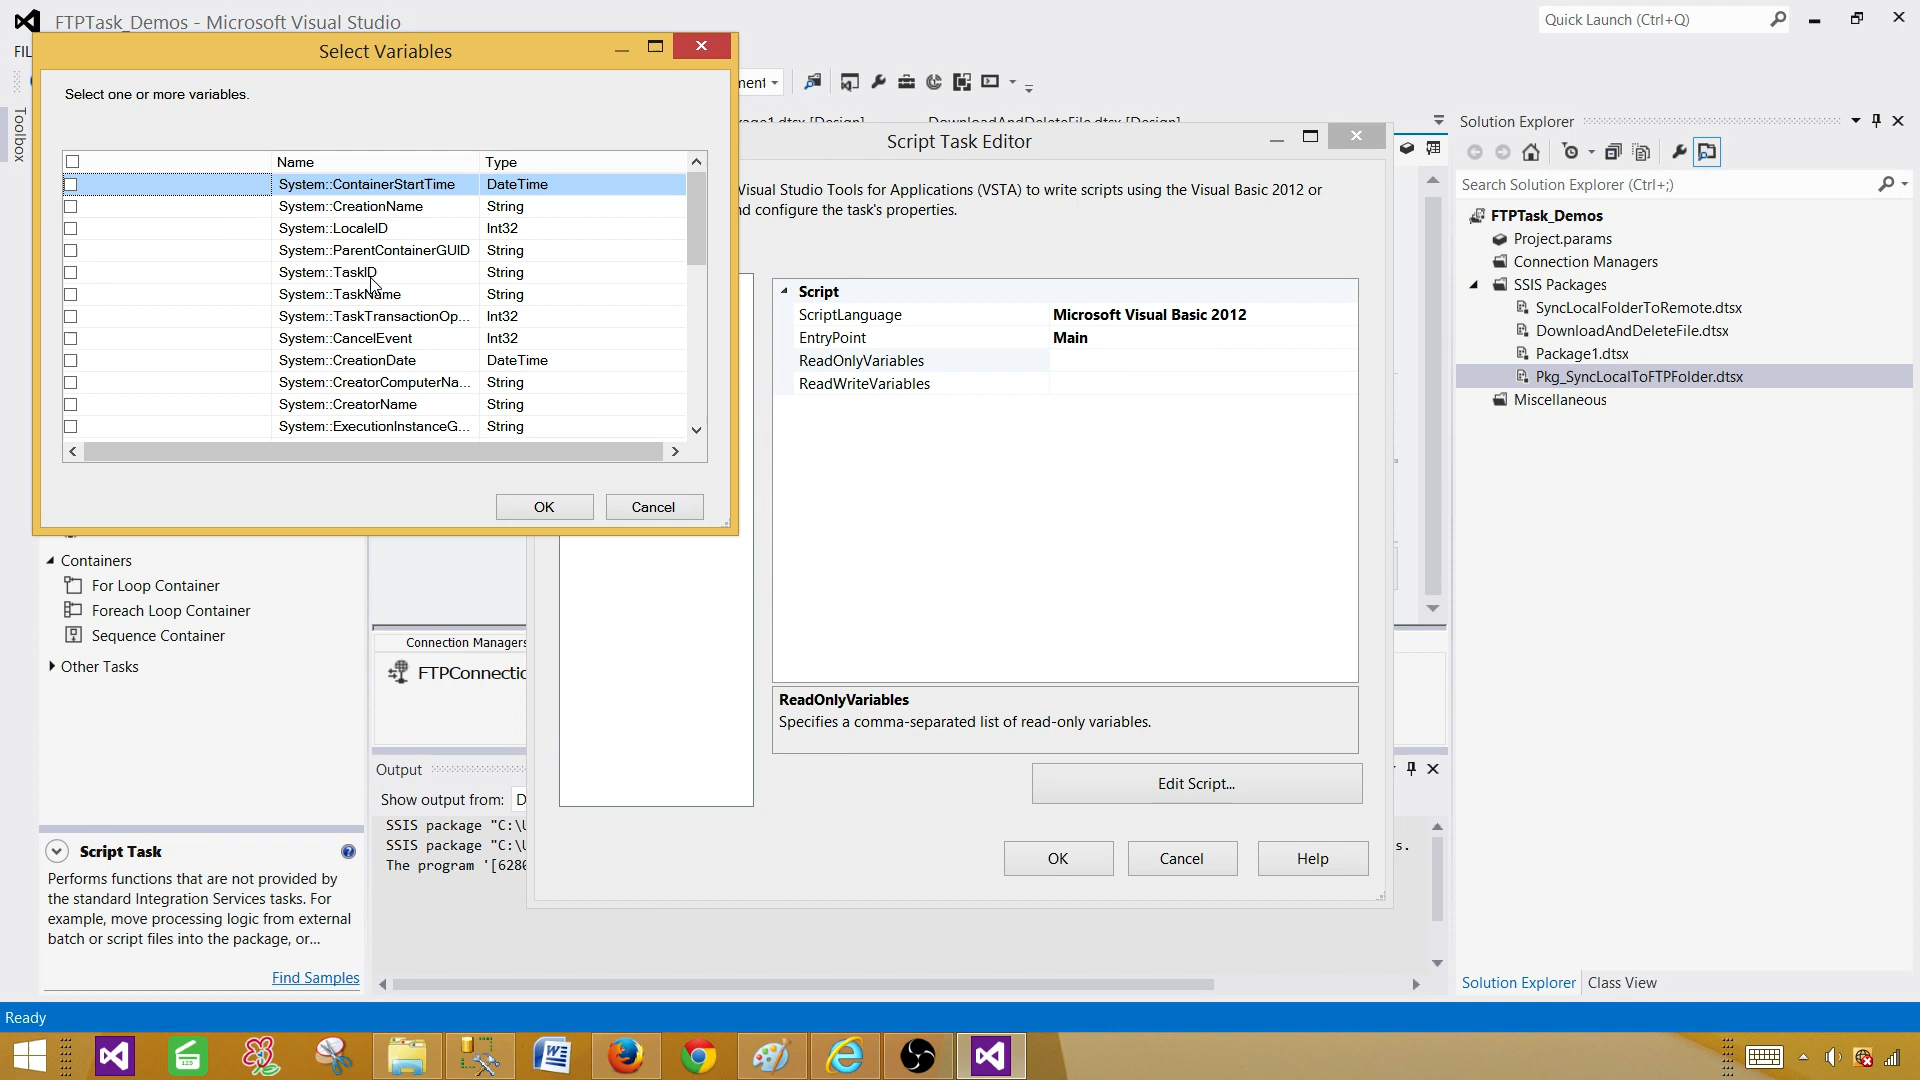 FTPTask_Demos - Microsoft Visual Studio
Quick Launch (Ctrl+Q)
FIL
Select Variables
Select one or more variables.
Name Type
System::ContainerStartTime DateTime
System::CreationName String
System::LocaleID Int32
System::ParentContainerGUID String
System::TaskID String
System::TaskName String
System::TaskTransactionOp... Int32
System::CancelEvent Int32
System::CreationDate DateTime
System::CreatorComputerNa... String
System::CreatorName String
System::ExecutionInstanceG... String
OK Cancel
Toolbox
ment
Script Task Editor
Visual Studio Tools for Applications (VSTA) to write scripts using the Visual Basic 2012 or
nd configure the task's properties.
Script
ScriptLanguage Microsoft Visual Basic 2012
EntryPoint Main
ReadOnlyVariables
ReadWriteVariables
ReadOnlyVariables
Specifies a comma-separated list of read-only variables.
Edit Script...
OK Cancel Help
Solution Explorer
Search Solution Explorer (Ctrl+;)
FTPTask_Demos
Project.params
Connection Managers
SSIS Packages
SyncLocalFolderToRemote.dtsx
DownloadAndDeleteFile.dtsx
Package1.dtsx
Pkg_SyncLocalToFTPFolder.dtsx
Miscellaneous
Solution Explorer Class View
Containers
For Loop Container
Foreach Loop Container
Sequence Container
Other Tasks
Connection Managers
FTPConnectio
Output
Show output from: D
SSIS package "C:\U
SSIS package "C:\U
The program '[6280
s.
Script Task
Performs functions that are not provided by
the standard Integration Services tasks. For
example, move processing logic from external
batch or script files into the package, or...
Find Samples
Ready